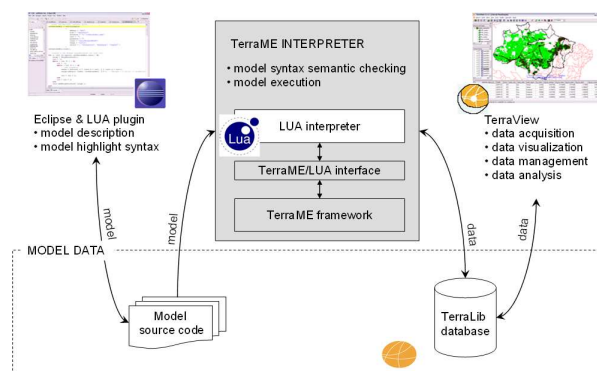 TerraME INTERPRETER
• model syntax semantic checking
• model execution
LUA interpreter
Lua
TerraME/LUA interface
TerraME framework
Eclipse & LUA plugin
• model description
• model highlight syntax
TerraView
• data acquisition
• data visualization
• data management
• data analysis
model
model
data
data
MODEL DATA
Model
source code
TerraLib
database